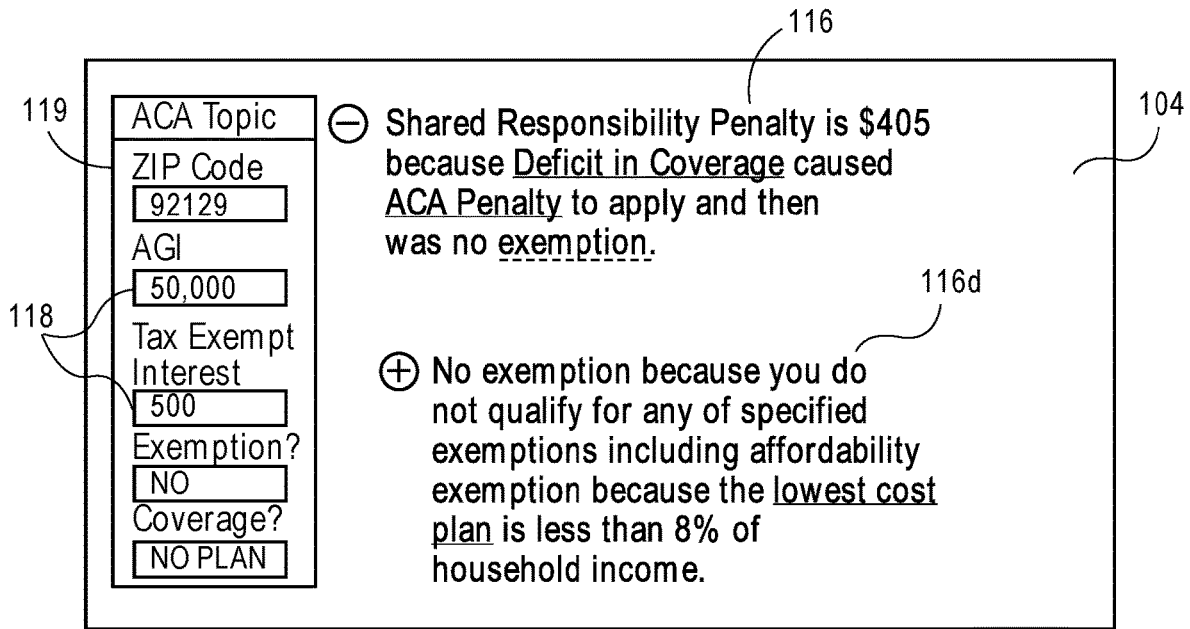 116
104
119
ACA Topic
ZIP Code
92129
AGI
50,000
118
Tax Exempt
Interest
500
Exemption?
NO
Coverage?
NO PLAN
Shared Responsibility Penalty is $405
because Deficit in Coverage caused
ACA Penalty to apply and then
was no exemption.
116d
No exemption because you do
not qualify for any of specified
exemptions including affordability
exemption because the lowest cost
plan is less than 8% of
household income.